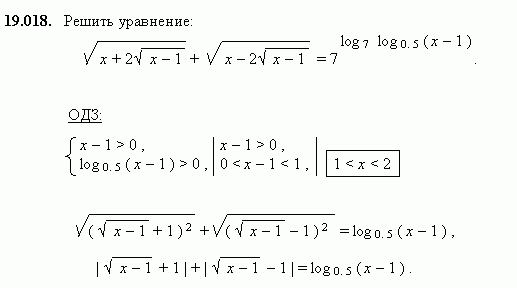 19.018. Решить уравнение:
√(x + 2√(x − 1)) + √(x − 2√(x − 1)) = 7^(log₇ log₀.₅ (x − 1)).
ОДЗ:
{ x − 1 > 0 , | x − 1 > 0 , |
{ log₀.₅ (x − 1) > 0 , | 0 < x − 1 < 1 , | 1 < x < 2
√((√(x − 1) + 1)²) + √((√(x − 1) − 1)²) = log₀.₅ (x − 1) ,
| √(x − 1) + 1 | + | √(x − 1) − 1 | = log₀.₅ (x − 1) .